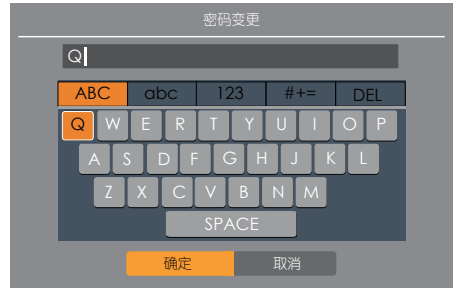 密码变更
Q
ABC abc 123 #+= DEL
Q W E R T Y U I O P
A S D F G H J K L
Z X C V B N M
SPACE
确定 取消